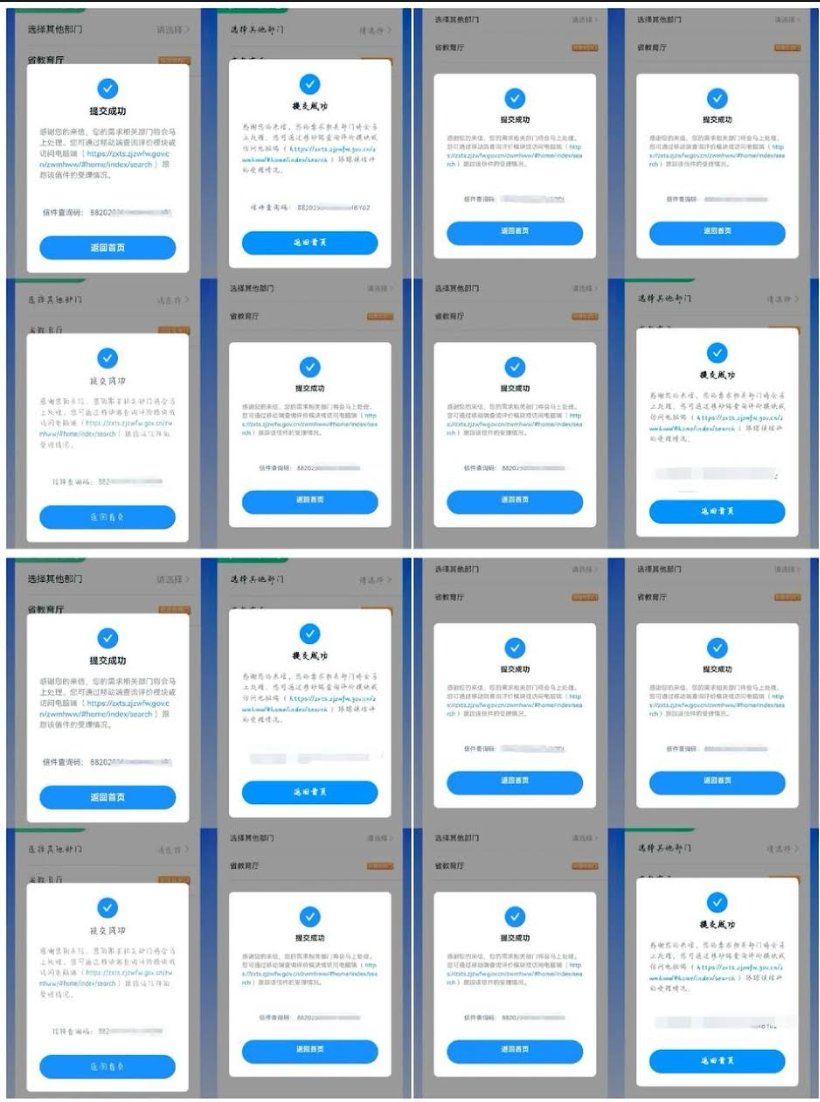 选择其他部门 请选择 >
省教育厅
提交成功
感谢您的来信，您的需求相关部门将会马
上处理。您可通过移动端查询评价模块或
访问电脑端（ https://zxts.zjzwfw.gov.c
n/zwmhww/#home/index/search ）跟
踪该信件的受理情况。
信件查询码： 88202
返回首页
选择其他部门 请选择 >
提交成功
感谢您的来信，您的需求相关部门将会马
上处理。您可通过移动端查询评价模块或
访问电脑端（ https://zxts.zjzwfw.gov.cn/z
wmhww/#home/index/search ）跟踪该信件
的受理情况。
信件查询码： 882025
返回首页
选择其他部门 请选择 >
省教育厅
提交成功
感谢您的来信，您的需求相关部门将会马上处理。
您可通过移动端查询评价模块或访问电脑端（ http
s://zxts.zjzwfw.gov.cn/zwmhww/#home/index/sea
rch ）跟踪该信件的受理情况。
信件查询码：
返回首页
选择其他部门 请选择 >
省教育厅
提交成功
感谢您的来信，您的需求相关部门将会马上处理。
您可通过移动端查询评价模块或访问电脑端（ http
s://zxts.zjzwfw.gov.cn/zwmhww/#home/index/sea
rch ）跟踪该信件的受理情况。
信件查询码：
返回首页
选择其他部门 请选择 >
省教育厅
提交成功
感谢您的来信，您的需求相关部门将会马
上处理。您可通过移动端查询评价模块或
访问电脑端（ https://zxts.zjzwfw.gov.cn/zw
mhww/#home/index/search ）跟踪该信件的
受理情况。
信件查询码： 882
返回首页
选择其他部门 请选择 >
省教育厅
提交成功
感谢您的来信，您的需求相关部门将会马上处理。
您可通过移动端查询评价模块或访问电脑端（ http
s://zxts.zjzwfw.gov.cn/zwmhww/#home/index/sea
rch ）跟踪该信件的受理情况。
信件查询码： 88202
返回首页
选择其他部门 请选择 >
省教育厅
提交成功
感谢您的来信，您的需求相关部门将会马上处理。
您可通过移动端查询评价模块或访问电脑端（ http
s://zxts.zjzwfw.gov.cn/zwmhww/#home/index/sea
rch ）跟踪该信件的受理情况。
信件查询码： 88202
返回首页
选择其他部门 请选择 >
提交成功
感谢您的来信，您的需求相关部门将会马
上处理。您可通过移动端查询评价模块或
访问电脑端（ https://zxts.zjzwfw.gov.cn/z
wmhww/#home/index/search ）跟踪该信件
的受理情况。
返回首页
选择其他部门 请选择 >
省教育厅
提交成功
感谢您的来信，您的需求相关部门将会马
上处理。您可通过移动端查询评价模块或
访问电脑端（ https://zxts.zjzwfw.gov.c
n/zwmhww/#home/index/search ）跟
踪该信件的受理情况。
信件查询码： 88202
返回首页
选择其他部门 请选择 >
提交成功
感谢您的来信，您的需求相关部门将会马
上处理。您可通过移动端查询评价模块或
访问电脑端（ https://zxts.zjzwfw.gov.cn/z
wmhww/#home/index/search ）跟踪该信件
的受理情况。
返回首页
选择其他部门 请选择 >
省教育厅
提交成功
感谢您的来信，您的需求相关部门将会马上处理。
您可通过移动端查询评价模块或访问电脑端（ http
s://zxts.zjzwfw.gov.cn/zwmhww/#home/index/sea
rch ）跟踪该信件的受理情况。
信件查询码：
返回首页
选择其他部门 请选择 >
省教育厅
提交成功
感谢您的来信，您的需求相关部门将会马上处理。
您可通过移动端查询评价模块或访问电脑端（ http
s://zxts.zjzwfw.gov.cn/zwmhww/#home/index/sea
rch ）跟踪该信件的受理情况。
信件查询码：
返回首页
选择其他部门 请选择 >
省教育厅
提交成功
感谢您的来信，您的需求相关部门将会马
上处理。您可通过移动端查询评价模块或
访问电脑端（ https://zxts.zjzwfw.gov.cn/zw
mhww/#home/index/search ）跟踪该信件的
受理情况。
信件查询码： 882
返回首页
选择其他部门 请选择 >
省教育厅
提交成功
感谢您的来信，您的需求相关部门将会马上处理。
您可通过移动端查询评价模块或访问电脑端（ http
s://zxts.zjzwfw.gov.cn/zwmhww/#home/index/sea
rch ）跟踪该信件的受理情况。
信件查询码： 88202
返回首页
选择其他部门 请选择 >
省教育厅
提交成功
感谢您的来信，您的需求相关部门将会马上处理。
您可通过移动端查询评价模块或访问电脑端（ http
s://zxts.zjzwfw.gov.cn/zwmhww/#home/index/sea
rch ）跟踪该信件的受理情况。
信件查询码： 88202
返回首页
选择其他部门 请选择 >
提交成功
感谢您的来信，您的需求相关部门将会马
上处理。您可通过移动端查询评价模块或
访问电脑端（ https://zxts.zjzwfw.gov.cn/z
wmhww/#home/index/search ）跟踪该信件
的受理情况。
返回首页